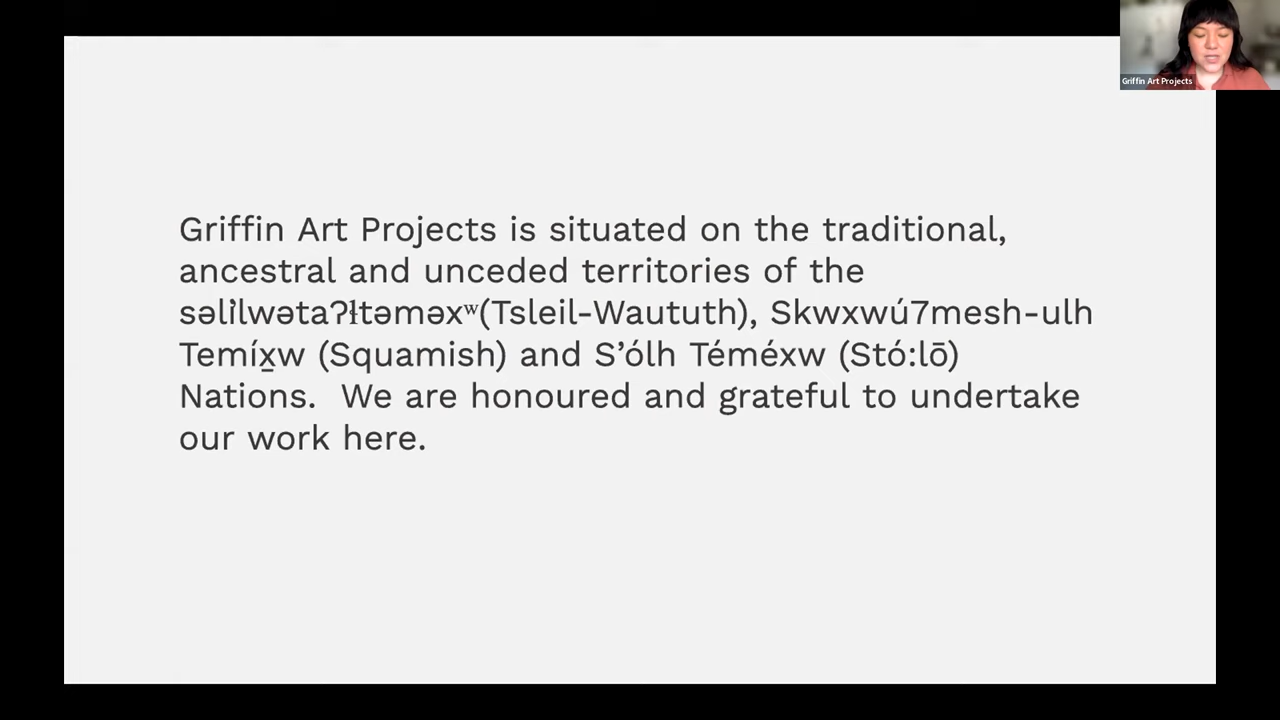 Griffin Art Projects
Griffin Art Projects is situated on the traditional,
ancestral and unceded territories of the
səl̓ilwətaʔɬtəməxʷ(Tsleil-Waututh), Skwxwú7mesh-ulh
Temíx̱w (Squamish) and S’ólh Téméxw (Stó:lō)
Nations.  We are honoured and grateful to undertake
our work here.